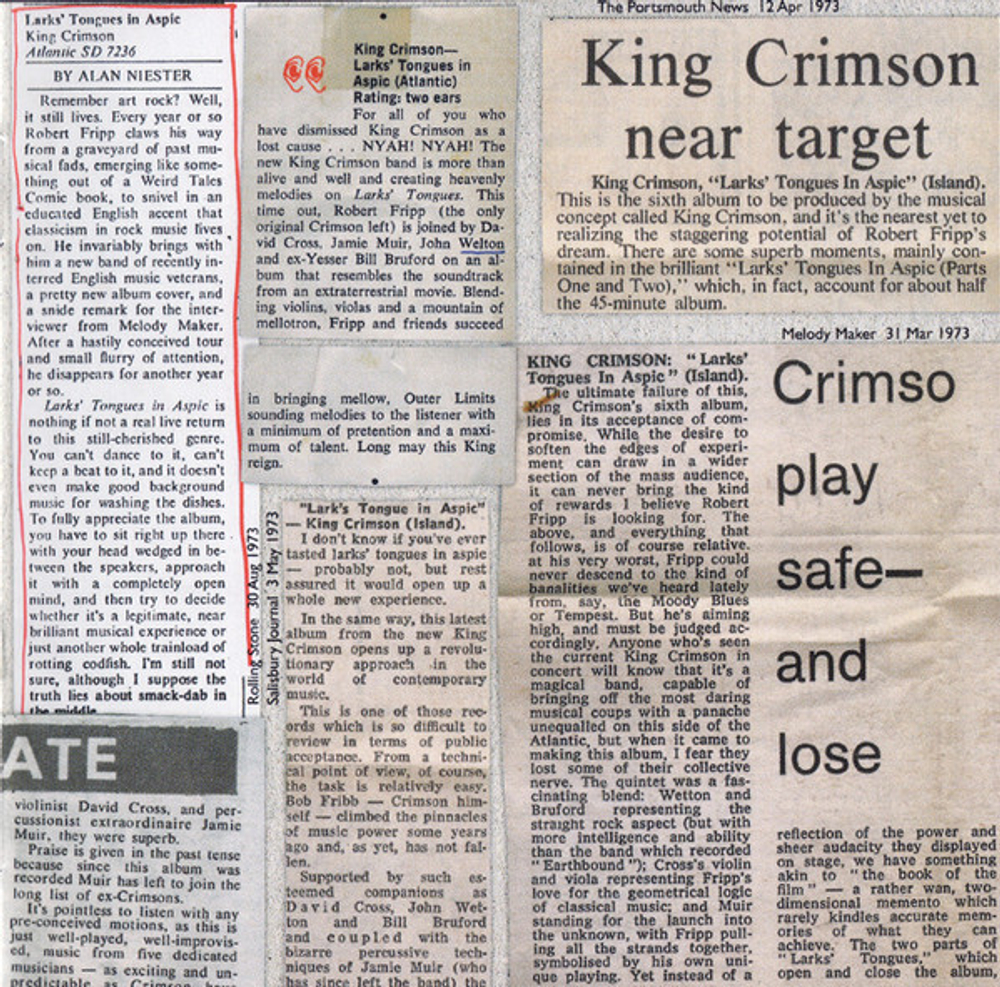 Larks' Tongues in Aspic
King Crimson
Atlantic SD 7236
BY ALAN NIESTER
Remember art rock? Well,
it still lives. Every year or so
Robert Fripp claws his way
from a graveyard of past mu-
sical fads, emerging like some-
thing out of a Weird Tales
Comic book, to snivel in an
educated English accent that
classicism in rock music lives
on. He invariably brings with
him a new band of recently in-
terred English music veterans,
a pretty new album cover, and
a snide remark for the inter-
viewer from Melody Maker.
After a hastily conceived tour
and small flurry of attention,
he disappears for another year
or so.
Larks' Tongues in Aspic is
nothing if not a real live return
to this still-cherished genre.
You can't dance to it, can't
keep a beat to it, and it doesn't
even make good background
music for washing the dishes.
To fully appreciate the album,
you have to sit right up there
with your head wedged in be-
tween the speakers, approach
it with a completely open
mind, and then try to decide
whether it's a legitimate, near
brilliant musical experience or
just another whole trainload of
rotting codfish. I'm still not
sure, although I suppose the
truth lies about smack-dab in
the middle
Rolling Stone 30 Aug 1973
King Crimson—
Larks' Tongues in
Aspic (Atlantic)
Rating: two ears
For all of you who
have dismissed King Crimson as a
lost cause . . . NYAH! NYAH! The
new King Crimson band is more than
alive and well and creating heavenly
melodies on Larks' Tongues. This
time out, Robert Fripp (the only
original Crimson left) is joined by Da-
vid Cross, Jamie Muir, John Welton
and ex-Yesser Bill Bruford on an al-
bum that resembles the soundtrack
from an extraterrestrial movie. Blend-
ing violins, violas and a mountain of
mellotron, Fripp and friends succeed
in bringing mellow, Outer Limits
sounding melodies to the listener with
a minimum of pretention and a maxi-
mum of talent. Long may this King
reign.
The Portsmouth News 12 Apr 1973
King Crimson
near target
King Crimson, "Larks' Tongues In Aspic" (Island).
This is the sixth album to be produced by the musical
concept called King Crimson, and it's the nearest yet to
realizing the staggering potential of Robert Fripp's
dream. There are some superb moments, mainly con-
tained in the brilliant "Larks' Tongues In Aspic (Parts
One and Two)," which, in fact, account for about half
the 45-minute album.
Salisbury Journal 3 May 1973
"Lark's Tongue in Aspic"
— King Crimson (Island).
I don't know if you've ever
tasted larks' tongues in aspic
— probably not, but rest
assured it would open up a
whole new experience.
In the same way, this latest
album from the new King
Crimson opens up a revolu-
tionary approach in the
world of contemporary
music.
This is one of those rec-
ords which is so difficult to
review in terms of public
acceptance. From a techni-
cal point of view, of course,
the task is relatively easy.
Bob Fribb — Crimson him-
self — climbed the pinnacles
of music power some years
ago and, as yet, has not fal-
len.
Supported by such es-
teemed companions as
David Cross, John Wet-
ton and Bill Bruford
and coupled with the
bizarre percussive tech-
niques of Jamie Muir (who
has since left the band) the
ATE
violinist David Cross, and per-
cussionist extraordinaire Jamie
Muir, they were superb.
Praise is given in the past tense
because since this album was
recorded Muir has left to join the
long list of ex-Crimsons.
It's pointless to listen with any
pre-conceived motions, as this is
just well-played, well-improvis-
ed, music from five dedicated
musicians — as exciting and un-
predictable as Crimson have
Melody Maker 31 Mar 1973
KING CRIMSON: "Larks'
Tongues In Aspic" (Island).
The ultimate failure of this,
King Crimson's sixth album,
lies in its acceptance of com-
promise. While the desire to
soften the edges of experi-
ment can draw in a wider
section of the mass audience,
it can never bring the kind
of rewards I believe Robert
Fripp is looking for. The
above, and everything that
follows, is of course relative.
at his very worst, Fripp could
never descend to the kind of
banalities we've heard lately
from, say, the Moody Blues
or Tempest. But he's aiming
high, and must be judged ac-
cordingly. Anyone who's seen
the current King Crimson in
concert will know that it's a
magical band, capable of
bringing off the most daring
musical coups with a panache
unequalled on this side of the
Atlantic, but when it came to
making this album, I fear they
lost some of their collective
nerve. The quintet was a fas-
cinating blend: Wetton and
Bruford representing the
straight rock aspect (but with
more intelligence and ability
than the band which recorded
"Earthbound"); Cross's violin
and viola representing Fripp's
love for the geometrical logic
of classical music; and Muir
standing for the launch into
the unknown, with Fripp pull-
ing all the strands together,
symbolised by his own uni-
que playing. Yet instead of a
Crimso
play
safe—
and
lose
reflection of the power and
sheer audacity they displayed
on stage, we have something
akin to "the book of the
film" — a rather wan, two-
dimensional memento which
rarely kindles accurate mem-
ories of what they can
achieve. The two parts of
"Larks' Tongues," which
open and close the album,